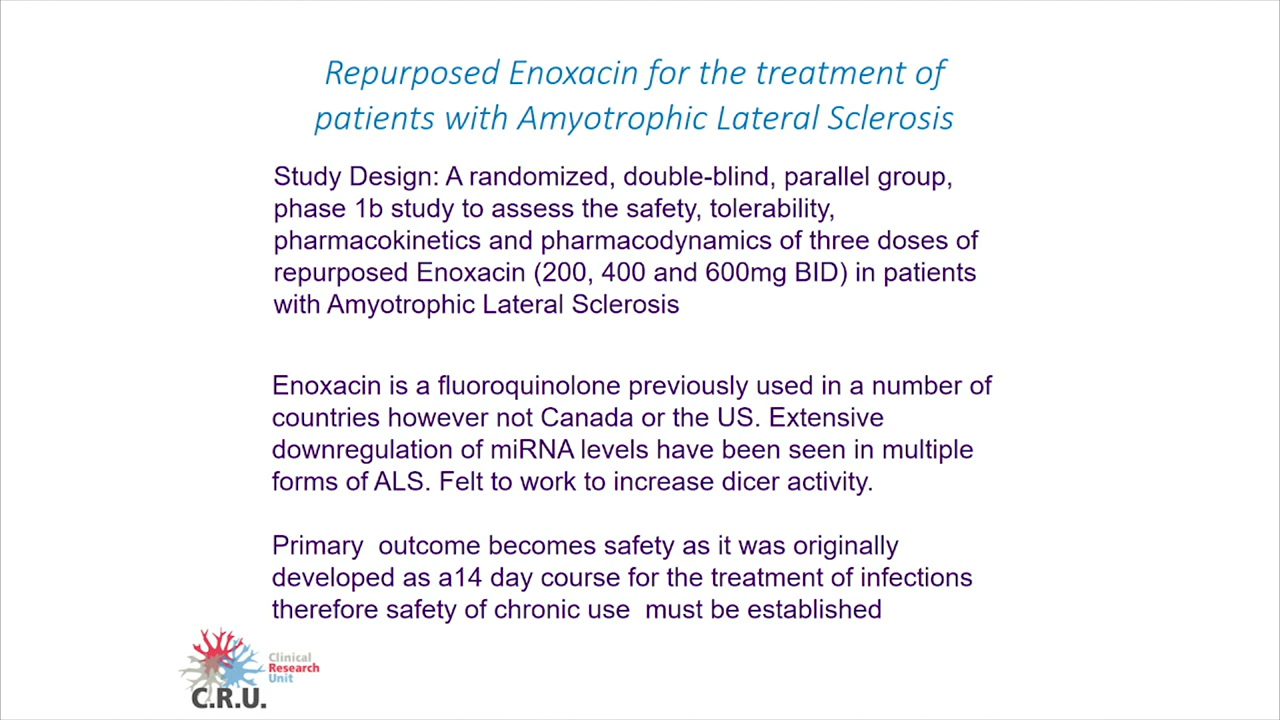 Repurposed Enoxacin for the treatment of
patients with Amyotrophic Lateral Sclerosis
Study Design: A randomized, double-blind, parallel group,
phase 1b study to assess the safety, tolerability,
pharmacokinetics and pharmacodynamics of three doses of
repurposed Enoxacin (200, 400 and 600mg BID) in patients
with Amyotrophic Lateral Sclerosis
Enoxacin is a fluoroquinolone previously used in a number of
countries however not Canada or the US. Extensive
downregulation of miRNA levels have been seen in multiple
forms of ALS. Felt to work to increase dicer activity.
Primary  outcome becomes safety as it was originally
developed as a14 day course for the treatment of infections
therefore safety of chronic use  must be established
Clinical
Research
Unit
C.R.U.